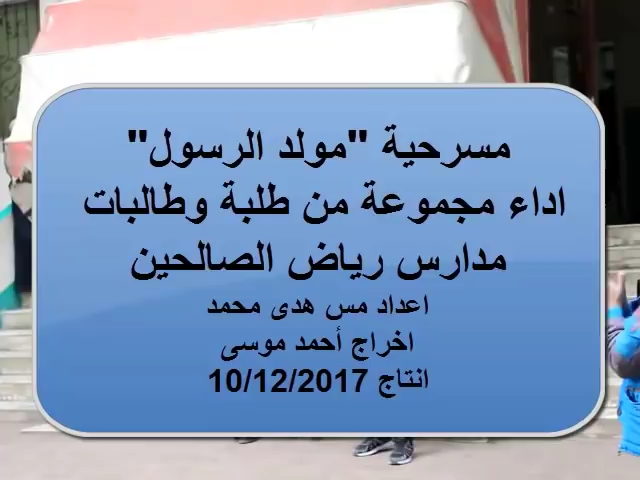 مسرحية "مولد الرسول"
اداء مجموعة من طلبة وطالبات
مدارس رياض الصالحين
اعداد مس هدى محمد
اخراج أحمد موسى
انتاج 10/12/2017